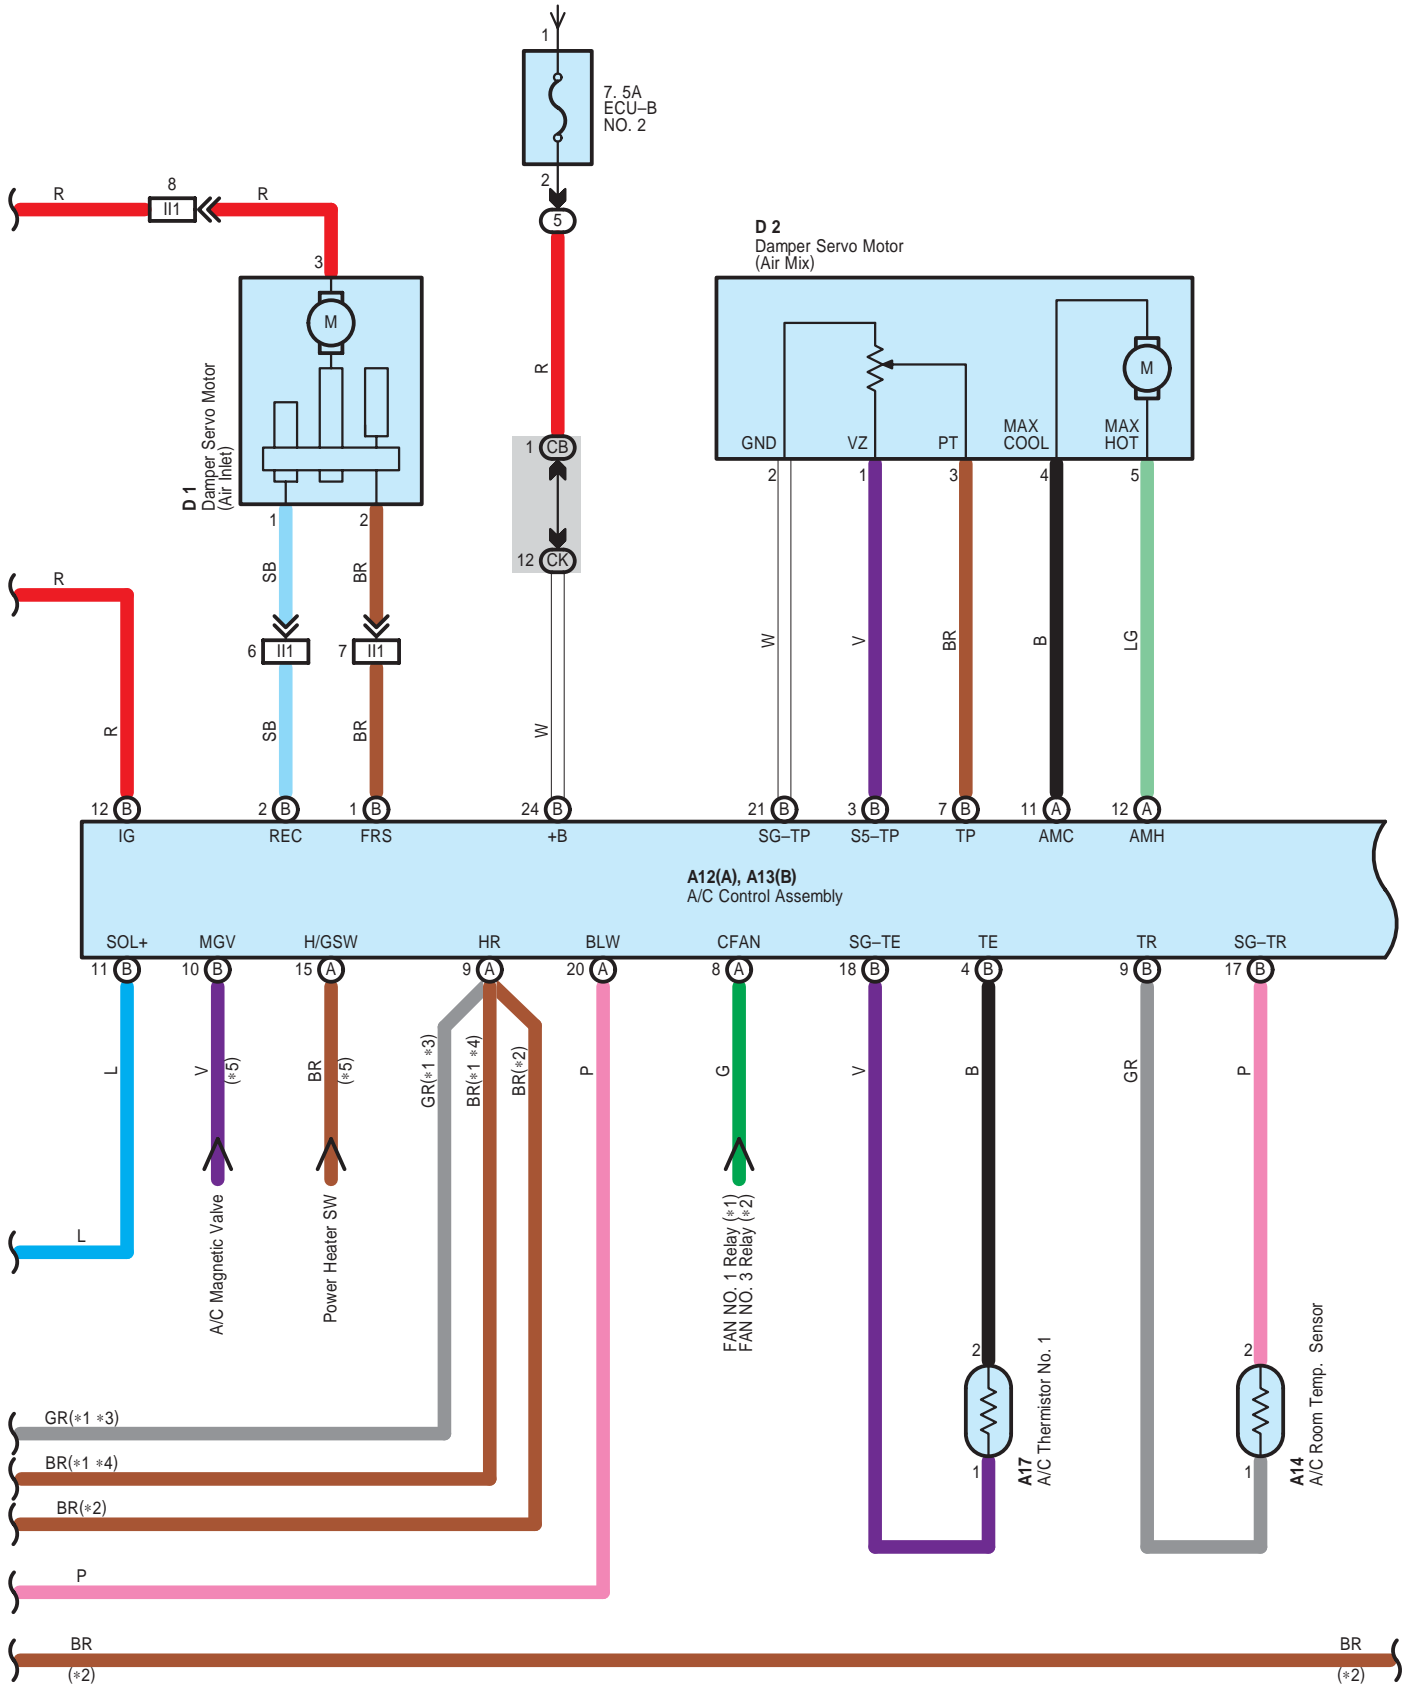 1
7. 5A
ECU–B
NO. 2
2
5
R
8
II1
R
3
M
D 1
Damper Servo Motor
(Air Inlet)
1
2
SB
BR
6
II1
7
II1
SB
BR
R
1
CB
12
CK
W
D 2
Damper Servo Motor
(Air Mix)
M
GND
VZ
PT
MAX
COOL
MAX
HOT
2
1
3
4
5
W
V
BR
B
LG
R
R
12
B
2
B
1
B
24
B
21
B
3
B
7
B
11
A
12
A
IG
REC
FRS
+B
SG–TP
S5–TP
TP
AMC
AMH
A12(A), A13(B)
A/C Control Assembly
SOL+
MGV
H/GSW
HR
BLW
CFAN
SG–TE
TE
TR
SG–TR
11
B
10
B
15
A
9
A
20
A
8
A
18
B
4
B
9
B
17
B
L
V
(∗5)
BR
(∗5)
GR(∗1 ∗3)
BR(∗1 ∗4)
BR(∗2)
P
G
V
B
GR
P
A/C Magnetic Valve
Power Heater SW
FAN NO. 1 Relay (∗1)
FAN NO. 3 Relay (∗2)
L
2
1
A17
A/C Thermistor No. 1
2
1
A14
A/C Room Temp. Sensor
GR(∗1 ∗3)
BR(∗1 ∗4)
BR(∗2)
P
BR
(∗2)
BR
(∗2)